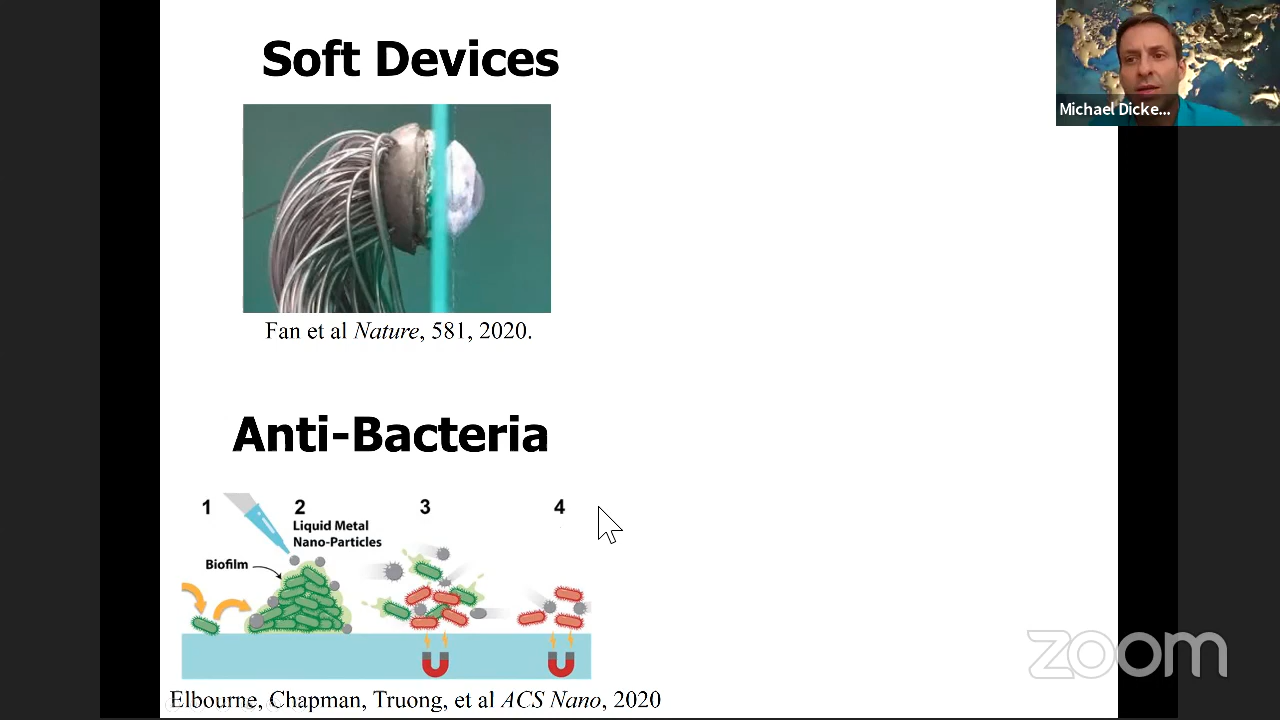 Soft Devices
Michael Dicke...
Fan et al Nature, 581, 2020.
Anti-Bacteria
1 2 3 4
Liquid Metal
Nano-Particles
Biofilm
Elbourne, Chapman, Truong, et al ACS Nano, 2020
zoom